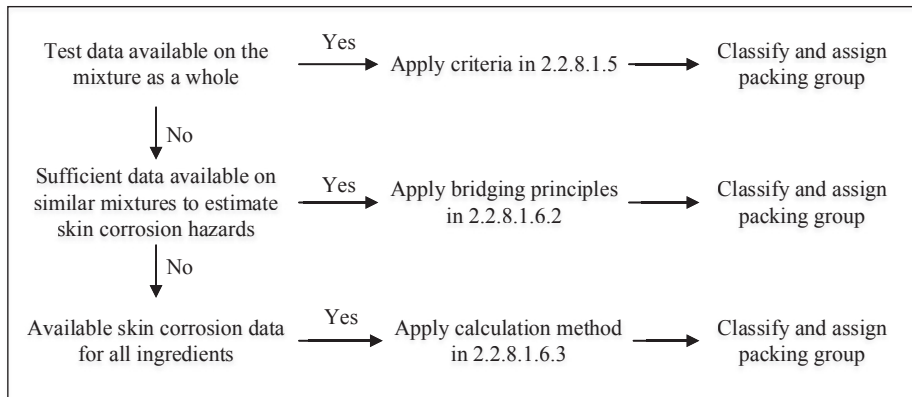 Test data available on the
mixture as a whole
Yes
Apply criteria in 2.2.8.1.5
Classify and assign
packing group
No
Sufficient data available on
similar mixtures to estimate
skin corrosion hazards
Yes
Apply bridging principles
in 2.2.8.1.6.2
Classify and assign
packing group
No
Available skin corrosion data
for all ingredients
Yes
Apply calculation method
in 2.2.8.1.6.3
Classify and assign
packing group